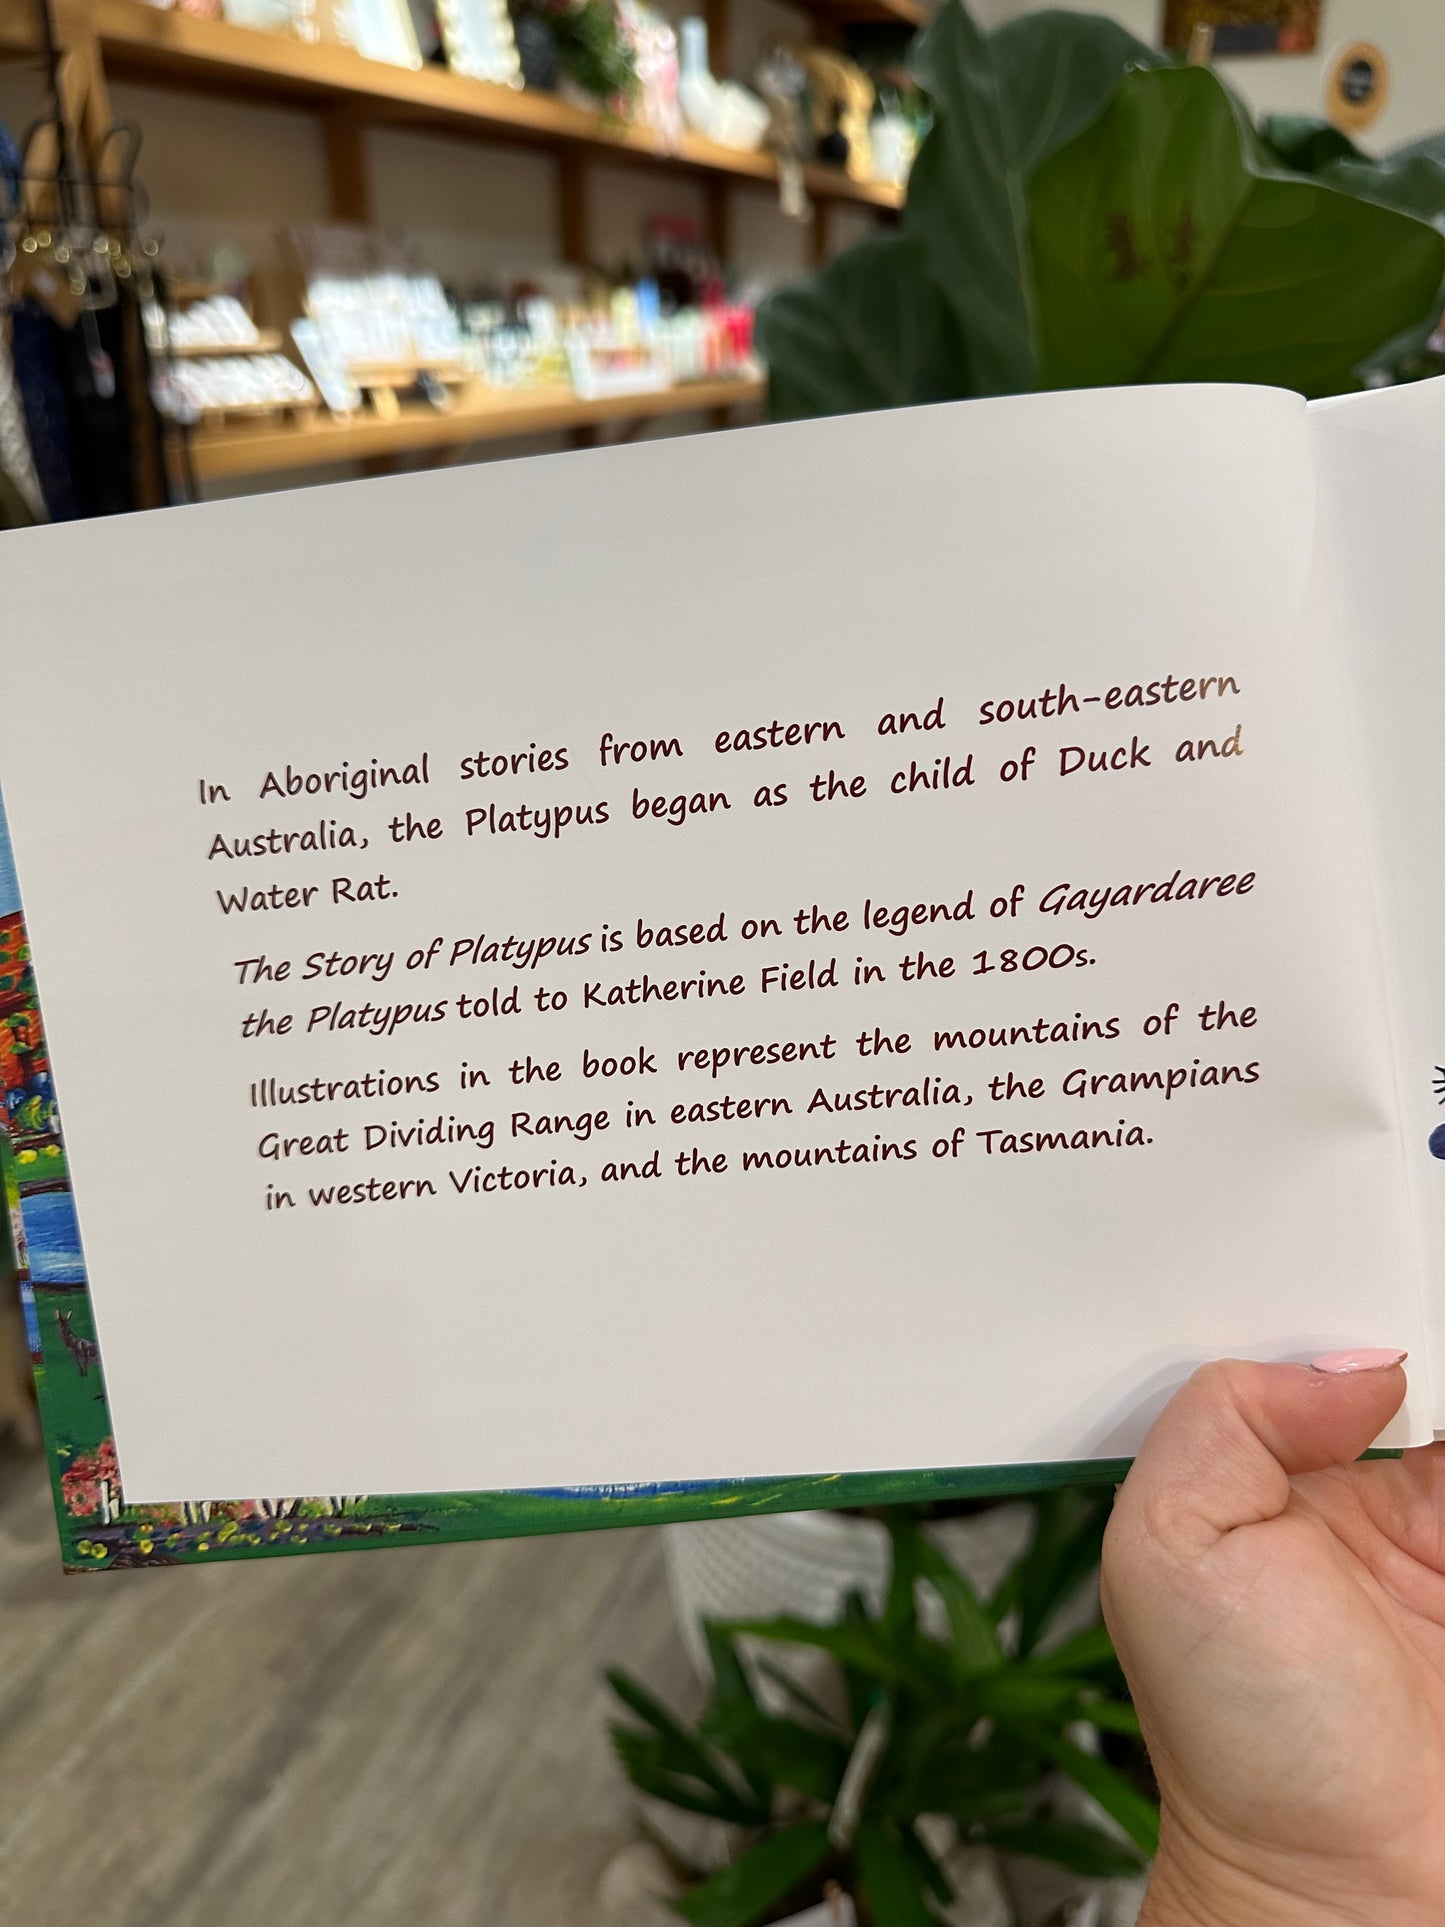 In Aboriginal stories from eastern and south-eastern
Australia, the Platypus began as the child of Duck and
Water Rat.
The Story of Platypus is based on the legend of Gayardaree
the Platypus told to Katherine Field in the 1800s.
Illustrations in the book represent the mountains of the
Great Dividing Range in eastern Australia, the Grampians
in western Victoria, and the mountains of Tasmania.